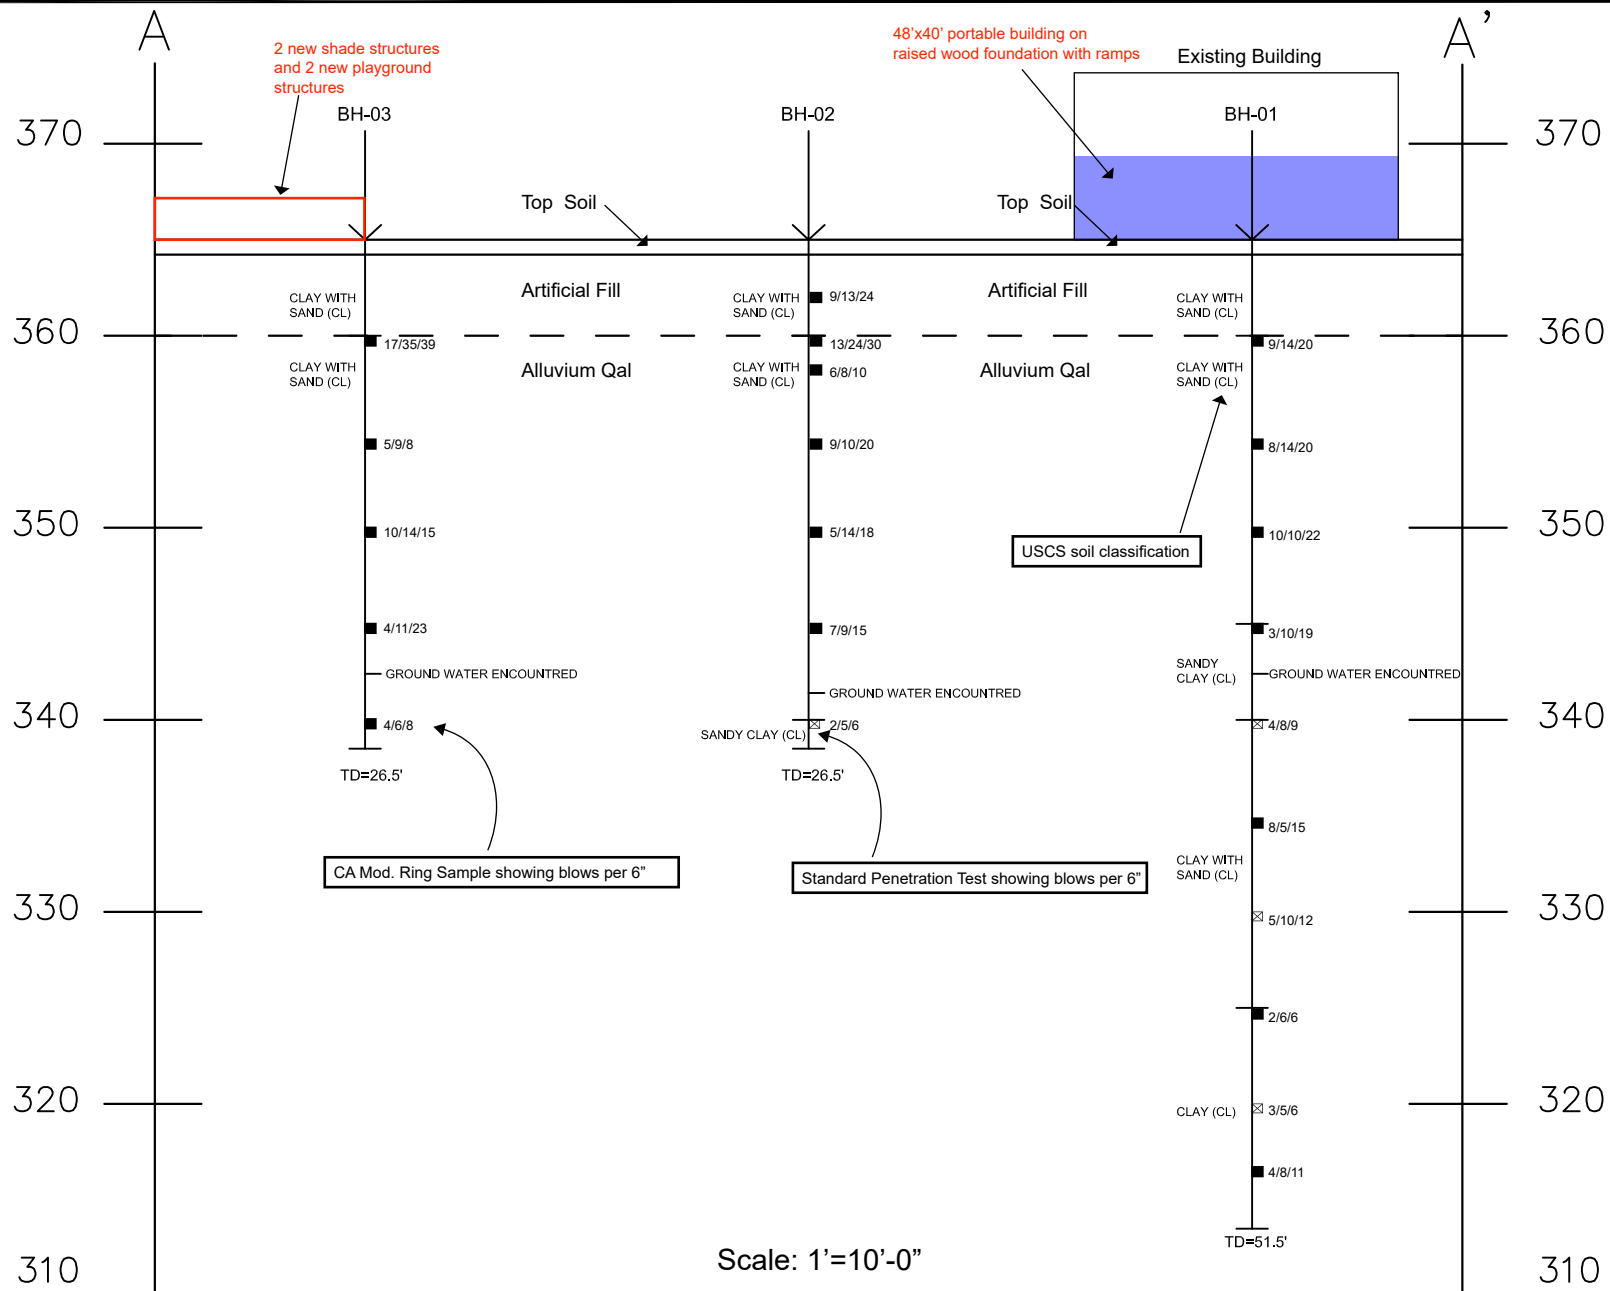 A
A’
2 new shade structures
and 2 new playground
structures
48’x40’ portable building on
raised wood foundation with ramps
Existing Building
BH-03
BH-02
BH-01
370
370
Top Soil
Top Soil
CLAY WITH
SAND (CL)
Artificial Fill
CLAY WITH
SAND (CL)
9/13/24
Artificial Fill
CLAY WITH
SAND (CL)
360
360
17/35/39
13/24/30
9/14/20
CLAY WITH
SAND (CL)
Alluvium Qal
CLAY WITH
SAND (CL)
6/8/10
Alluvium Qal
CLAY WITH
SAND (CL)
5/9/8
9/10/20
8/14/20
350
350
10/14/15
5/14/18
10/10/22
USCS soil classification
4/11/23
7/9/15
3/10/19
GROUND WATER ENCOUNTRED
GROUND WATER ENCOUNTRED
SANDY
CLAY (CL)
GROUND WATER ENCOUNTRED
340
340
4/6/8
2/5/6
4/8/9
SANDY CLAY (CL)
TD=26.5'
TD=26.5'
8/5/15
CA Mod. Ring Sample showing blows per 6”
Standard Penetration Test showing blows per 6”
CLAY WITH
SAND (CL)
330
330
5/10/12
2/6/6
320
320
CLAY (CL)
3/5/6
4/8/11
TD=51.5'
Scale: 1’=10’-0”
310
310